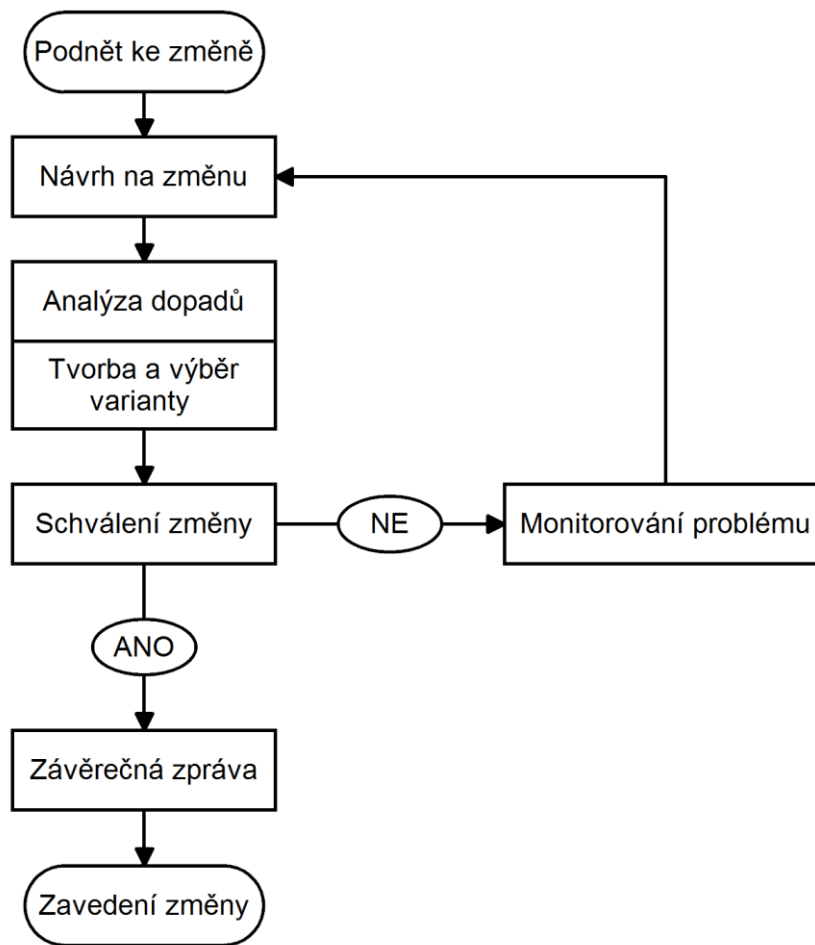 Podnět ke změně
Návrh na změnu
Analýza dopadů
Tvorba a výběr
varianty
Schválení změny
NE
Monitorování problému
ANO
Závěrečná zpráva
Zavedení změny